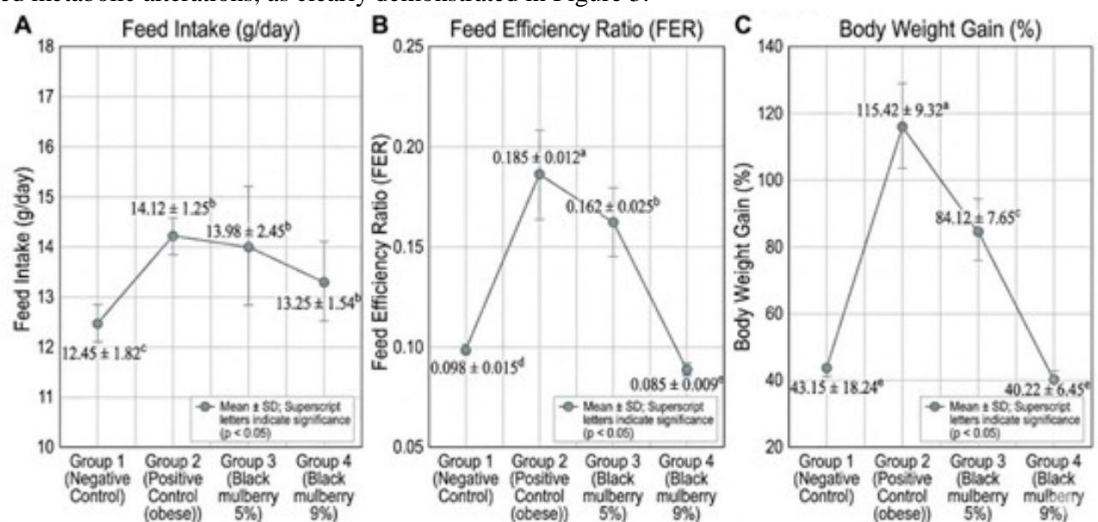 ed metabolic alterations, as clearly demonstrated in Figure 3.
A Feed Intake (g/day)
Feed Intake (g/day)
18
17
16
15
14
13
12
11
10
14.12 ± 1.25b
13.98 ± 2.45b
13.25 ± 1.54b
12.45 ± 1.82c
Mean ± SD; Superscript
letters indicate significance
(p < 0.05)
Group 1
(Negative
Control)
Group 2
(Positive
Control
(obese))
Group 3
(Black
mulberry
5%)
Group 4
(Black
mulberry
9%)
B Feed Efficiency Ratio (FER)
Feed Efficiency Ratio (FER)
0.25
0.20
0.15
0.10
0.05
0.185 ± 0.012a
0.162 ± 0.025b
0.098 ± 0.015d
0.085 ± 0.009e
Mean ± SD; Superscript
letters indicate significance
(p < 0.05)
Group 1
(Negative
Control)
Group 2
(Positive
Control
(obese))
Group 3
(Black
mulberry
5%)
Group 4
(Black
mulberry
9%)
C Body Weight Gain (%)
Body Weight Gain (%)
140
120
100
80
60
40
20
115.42 ± 9.32a
84.12 ± 7.65c
43.15 ± 18.24e
40.22 ± 6.45e
Mean ± SD; Superscript
letters indicate significance
(p < 0.05)
Group 1
(Negative
Control)
Group 2
(Positive
Control
(obese))
Group 3
(Black
mulberry
5%)
Group 4
(Black
mulberry
9%)